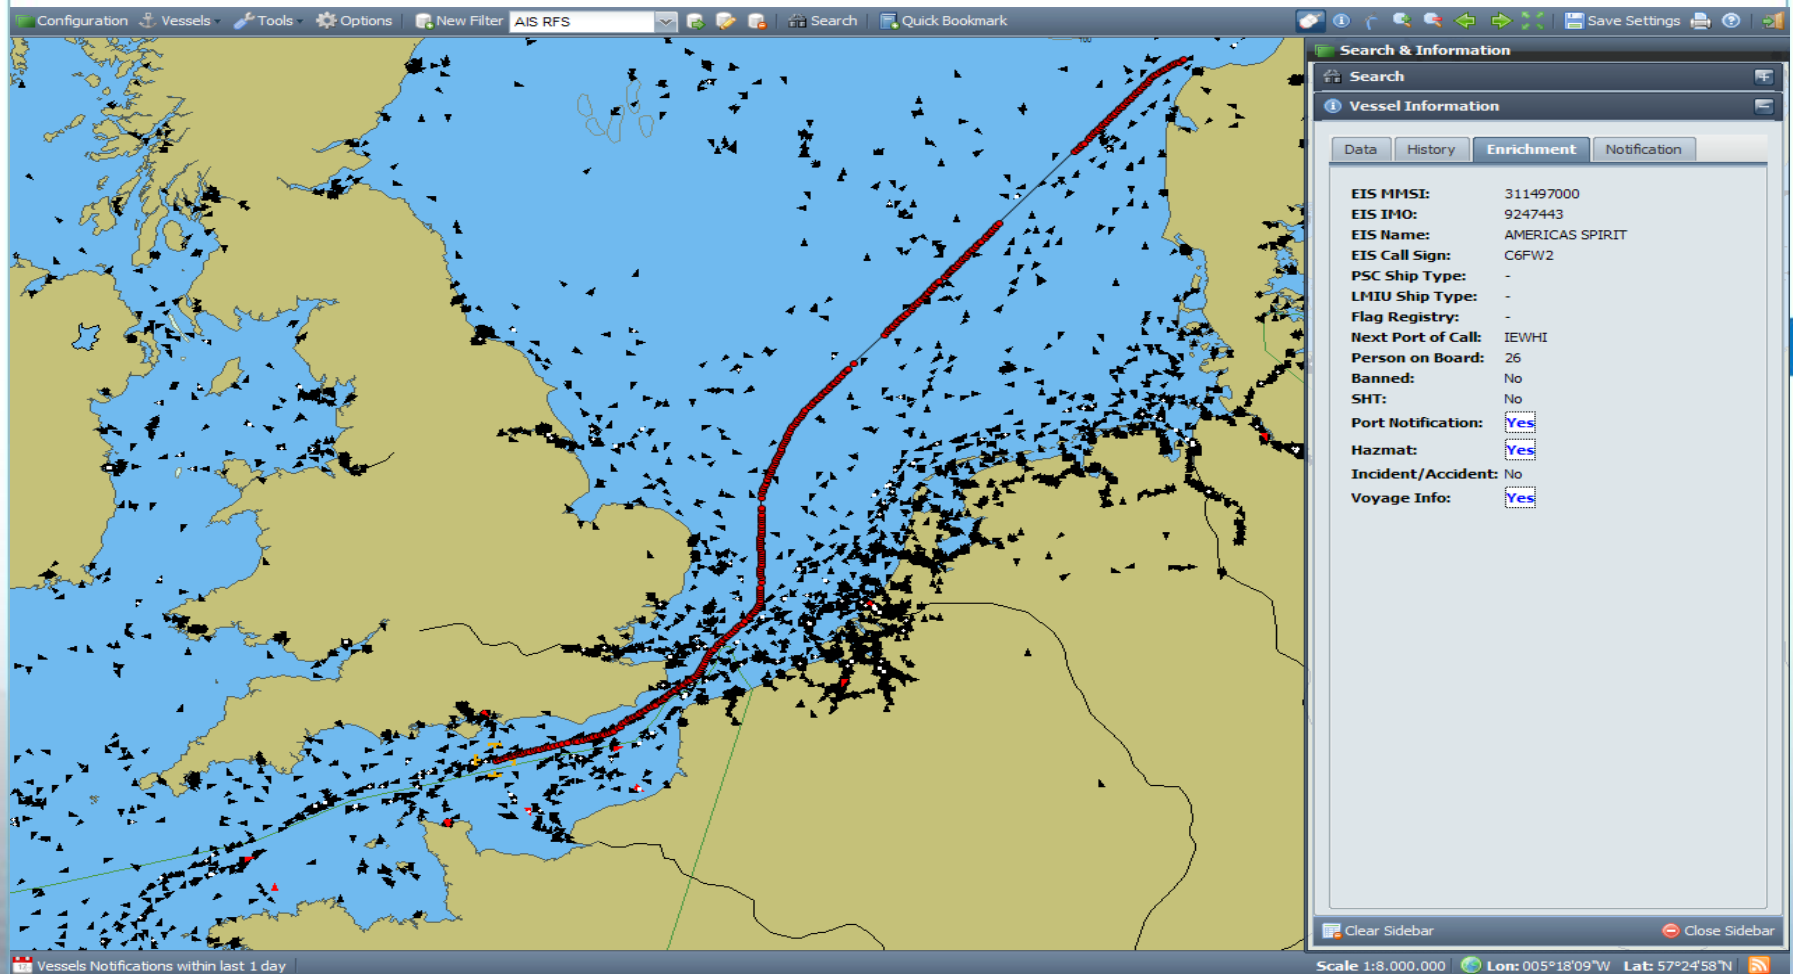 Configuration Vessels Tools Options New Filter AIS RFS Search Quick Bookmark Save Settings
Search & Information
Search
Vessel Information
Data History Enrichment Notification
EIS MMSI: 311497000
EIS IMO: 9247443
EIS Name: AMERICAS SPIRIT
EIS Call Sign: C6FW2
PSC Ship Type: -
LMIU Ship Type: -
Flag Registry: -
Next Port of Call: IEWHI
Person on Board: 26
Banned: No
SHT: No
Port Notification: Yes
Hazmat: Yes
Incident/Accident: No
Voyage Info: Yes
Clear Sidebar Close Sidebar
Vessels Notifications within last 1 day
Scale 1:8.000.000 Lon: 005°18'09"W Lat: 57°24'58"N